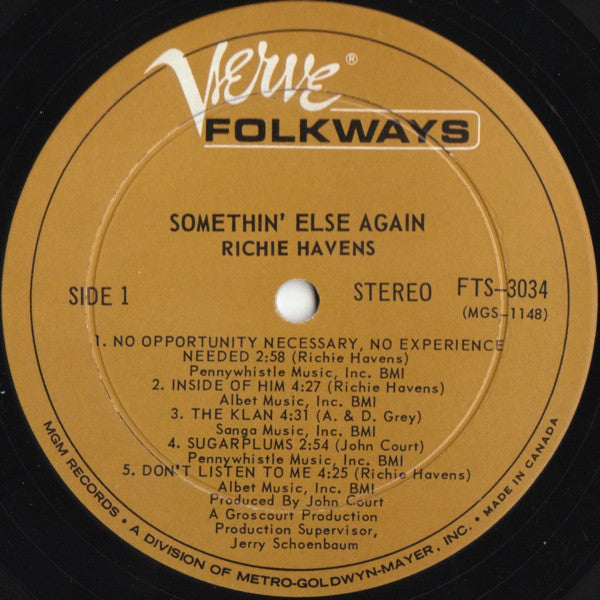 Verve®
FOLKWAYS
SOMETHIN' ELSE AGAIN
RICHIE HAVENS
SIDE 1
STEREO FTS-3034
(MGS-1148)
1. NO OPPORTUNITY NECESSARY, NO EXPERIENCE
NEEDED 2:58 (Richie Havens)
Pennywhistle Music, Inc. BMI
2. INSIDE OF HIM 4:27 (Richie Havens)
Albet Music, Inc. BMI
3. THE KLAN 4:31 (A. & D. Grey)
Sanga Music, Inc. BMI
4. SUGARPLUMS 2:54 (John Court)
Pennywhistle Music, Inc. BMI
5. DON'T LISTEN TO ME 4:25 (Richie Havens)
Albet Music, Inc. BMI
Produced By John Court
A Groscourt Production
Production Supervisor,
Jerry Schoenbaum
MGM RECORDS • A DIVISION OF METRO-GOLDWYN-MAYER, INC. • MADE IN CANADA